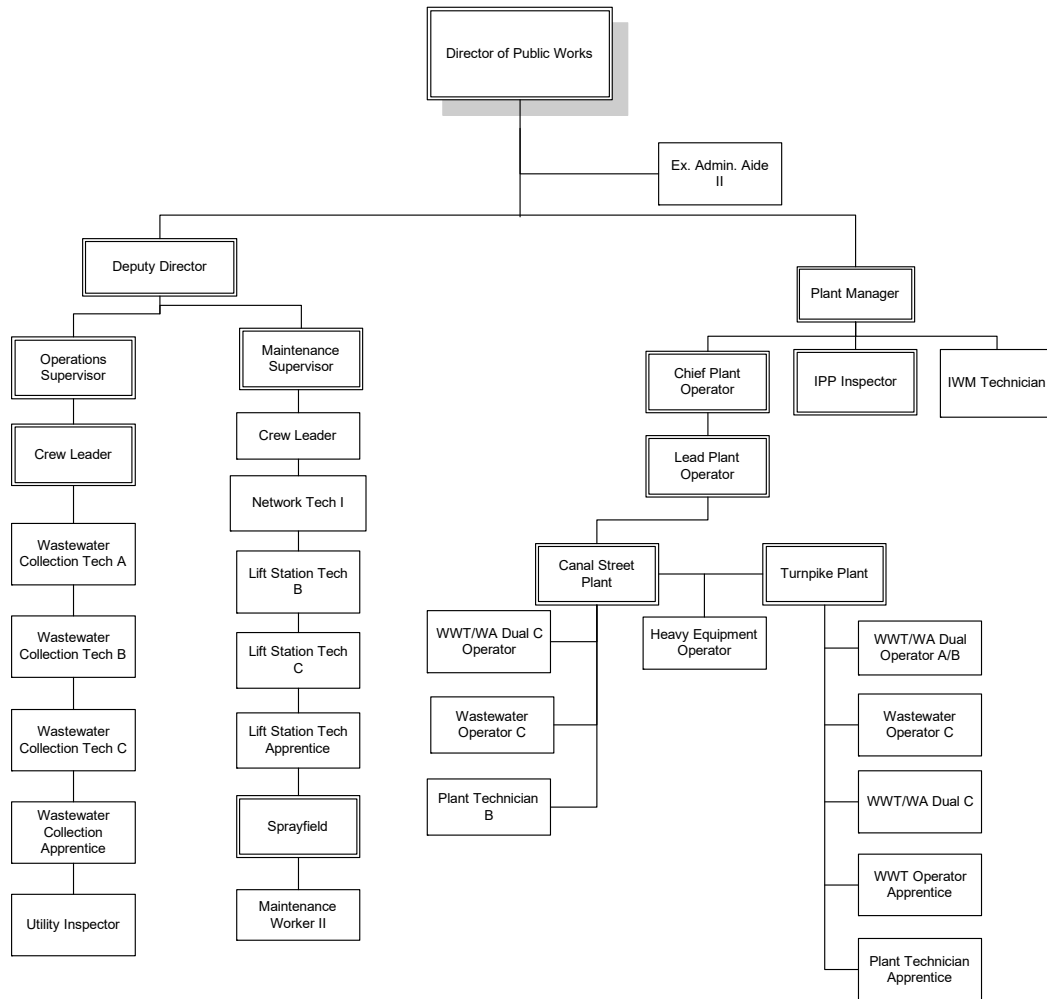 Director of Public Works
Ex. Admin. Aide
II
Deputy Director
Plant Manager
Operations
Supervisor
Maintenance
Supervisor
Chief Plant
Operator
IPP Inspector
IWM Technician
Crew Leader
Crew Leader
Lead Plant
Operator
Network Tech I
Wastewater
Collection Tech A
Lift Station Tech
B
Canal Street
Plant
Turnpike Plant
Wastewater
Collection Tech B
Lift Station Tech
C
WWT/WA Dual C
Operator
Heavy Equipment
Operator
WWT/WA Dual
Operator A/B
Wastewater
Collection Tech C
Lift Station Tech
Apprentice
Wastewater
Operator C
Wastewater
Operator C
Wastewater
Collection
Apprentice
Sprayfield
Plant Technician
B
WWT/WA Dual C
Utility Inspector
Maintenance
Worker II
WWT Operator
Apprentice
Plant Technician
Apprentice